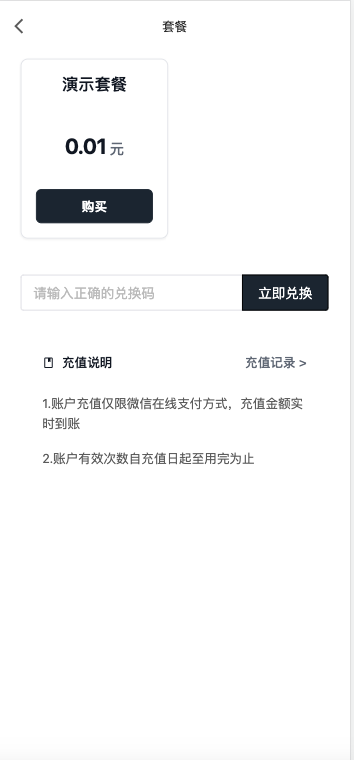 套餐
演示套餐
0.01 元
购买
请输入正确的兑换码
立即兑换
充值说明
充值记录 >
1.账户充值仅限微信在线支付方式，充值金额实
时到账
2.账户有效次数自充值日起至用完为止